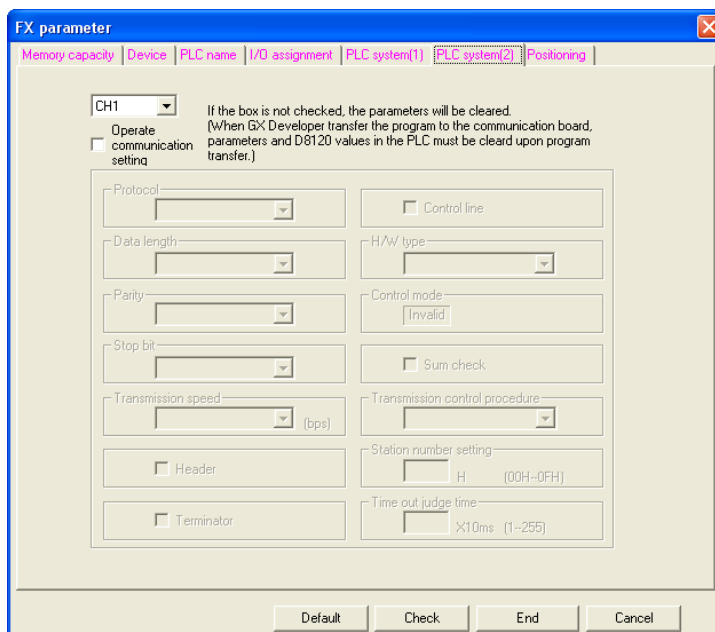 FX parameter
Memory capacity Device PLC name I/O assignment PLC system(1) PLC system(2) Positioning
CH1
If the box is not checked, the parameters will be cleared.
(When GX Developer transfer the program to the communication board,
parameters and D8120 values in the PLC must be cleard upon program
transfer.)
Operate
communication
setting
Protocol
Control line
Data length
H/W type
Parity
Control mode
Invalid
Stop bit
Sum check
Transmission speed
(bps)
Transmission control procedure
Header
Station number setting
H (00H--0FH)
Terminator
Time out judge time
X10ms (1--255)
Default Check End Cancel